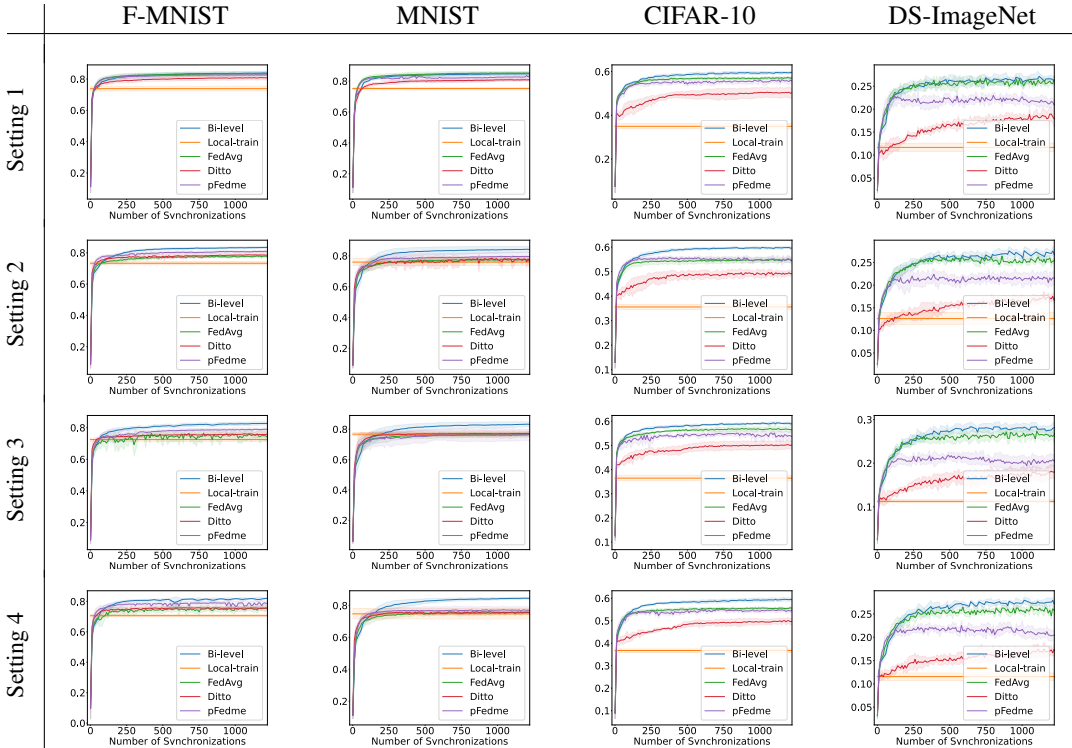 F-MNIST MNIST CIFAR-10 DS-ImageNet
Setting 1
0.8 0.6 0.4 0.2
Bi-level
Local-train
FedAvg
Ditto
pFedme
0 250 500 750 1000
Number of Synchronizations
0.8 0.6 0.4 0.2
Bi-level
Local-train
FedAvg
Ditto
pFedme
0 250 500 750 1000
Number of Synchronizations
0.6 0.4 0.2
Bi-level
Local-train
FedAvg
Ditto
pFedme
0 250 500 750 1000
Number of Synchronizations
0.25 0.20 0.15 0.10 0.05
Bi-level
Local-train
FedAvg
Ditto
pFedme
0 250 500 750 1000
Number of Synchronizations
Setting 2
0.8 0.6 0.4 0.2
Bi-level
Local-train
FedAvg
Ditto
pFedme
0 250 500 750 1000
Number of Synchronizations
0.8 0.6 0.4 0.2
Bi-level
Local-train
FedAvg
Ditto
pFedme
0 250 500 750 1000
Number of Synchronizations
0.6 0.5 0.4 0.3 0.2 0.1
Bi-level
Local-train
FedAvg
Ditto
pFedme
0 250 500 750 1000
Number of Synchronizations
0.25 0.20 0.15 0.10 0.05
Bi-level
Local-train
FedAvg
Ditto
pFedme
0 250 500 750 1000
Number of Synchronizations
Setting 3
0.8 0.6 0.4 0.2
Bi-level
Local-train
FedAvg
Ditto
pFedme
0 250 500 750 1000
Number of Synchronizations
0.8 0.6 0.4 0.2
Bi-level
Local-train
FedAvg
Ditto
pFedme
0 250 500 750 1000
Number of Synchronizations
0.6 0.5 0.4 0.3 0.2 0.1
Bi-level
Local-train
FedAvg
Ditto
pFedme
0 250 500 750 1000
Number of Synchronizations
0.3 0.2 0.1
Bi-level
Local-train
FedAvg
Ditto
pFedme
0 250 500 750 1000
Number of Synchronizations
Setting 4
0.8 0.6 0.4 0.2 0.0
Bi-level
Local-train
FedAvg
Ditto
pFedme
0 250 500 750 1000
Number of Synchronizations
0.8 0.6 0.4 0.2
Bi-level
Local-train
FedAvg
Ditto
pFedme
0 250 500 750 1000
Number of Synchronizations
0.6 0.5 0.4 0.3 0.2 0.1
Bi-level
Local-train
FedAvg
Ditto
pFedme
0 250 500 750 1000
Number of Synchronizations
0.25 0.20 0.15 0.10 0.05
Bi-level
Local-train
FedAvg
Ditto
pFedme
0 250 500 750 1000
Number of Synchronizations